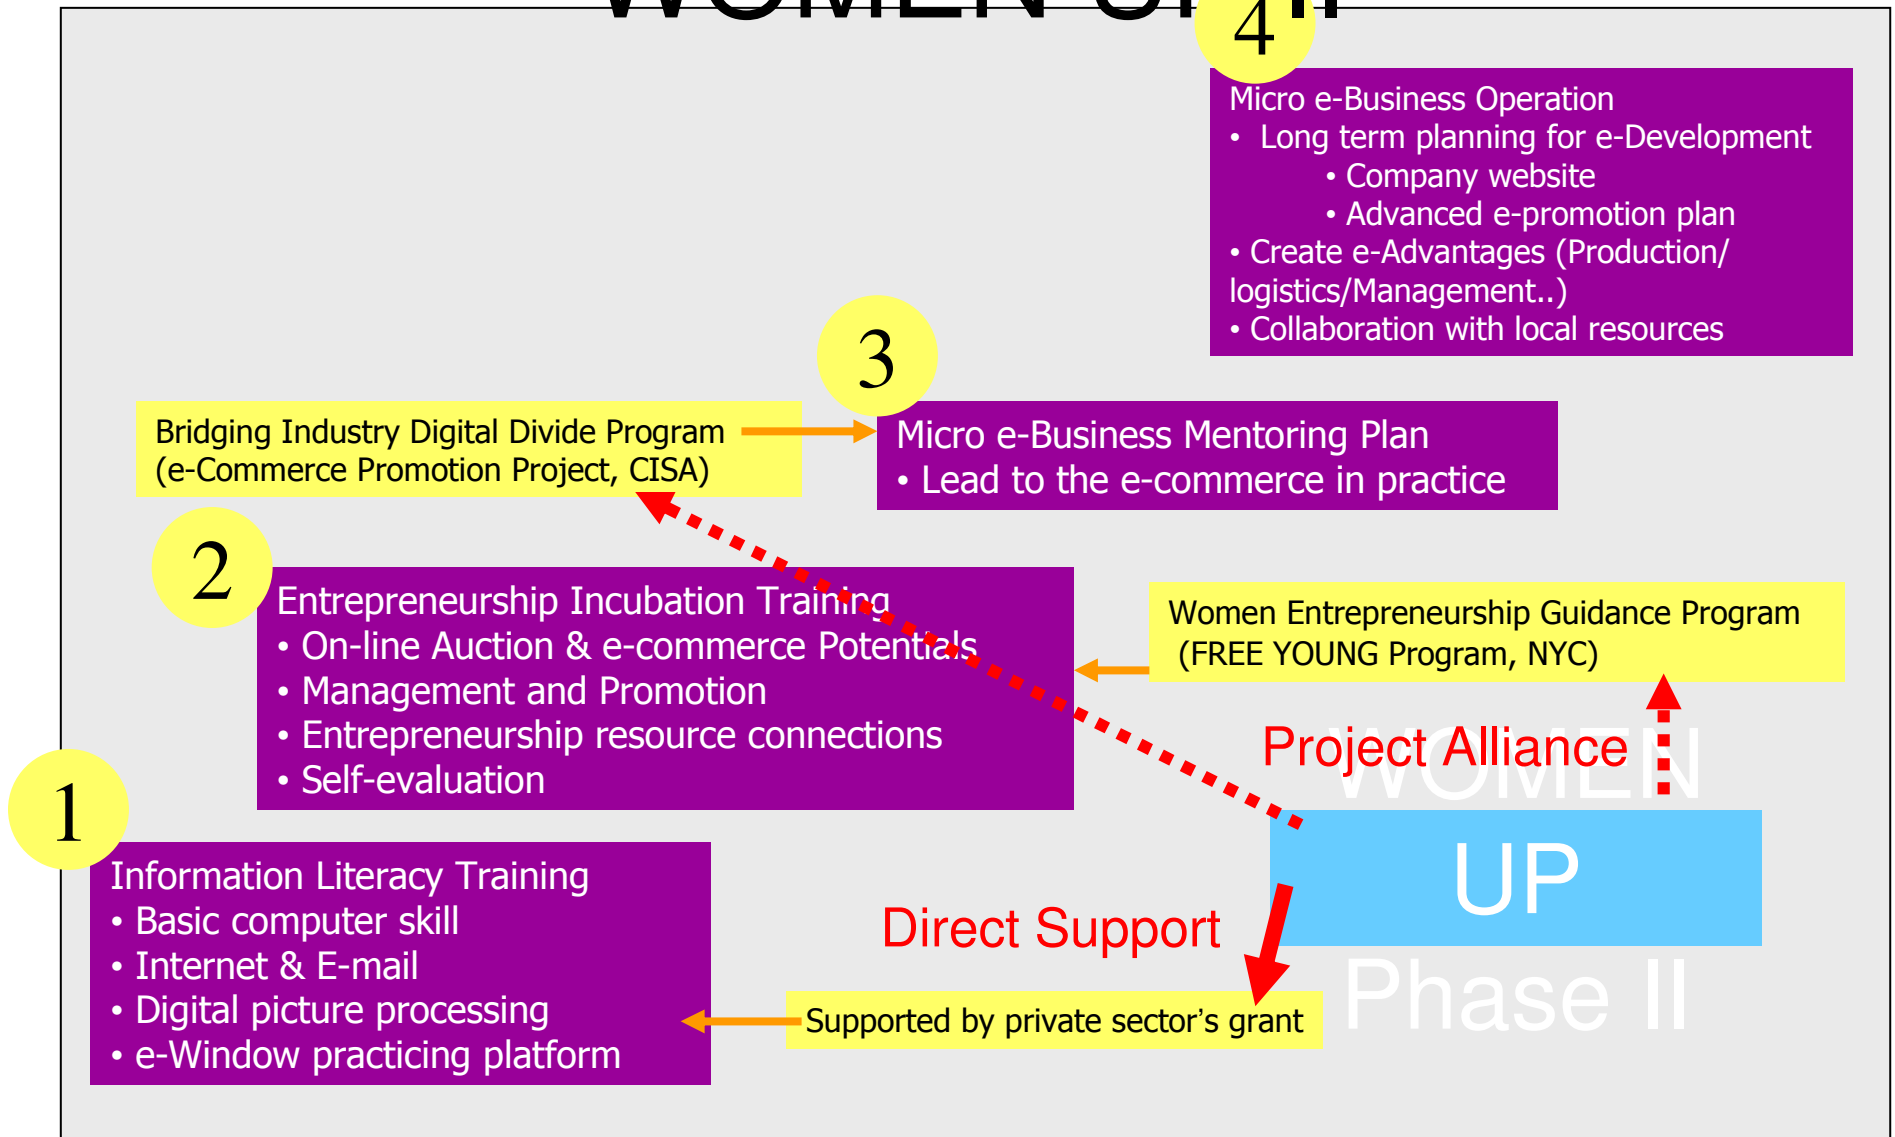 WOMEN UP II
4
Micro e-Business Operation
• Long term planning for e-Development
• Company website
• Advanced e-promotion plan
• Create e-Advantages (Production/
logistics/Management..)
• Collaboration with local resources
3
Bridging Industry Digital Divide Program
(e-Commerce Promotion Project, CISA)
Micro e-Business Mentoring Plan
• Lead to the e-commerce in practice
2
Entrepreneurship Incubation Training
• On-line Auction & e-commerce Potentials
• Management and Promotion
• Entrepreneurship resource connections
• Self-evaluation
Women Entrepreneurship Guidance Program
(FREE YOUNG Program, NYC)
Project Alliance
WOMEN
UP
Phase II
1
Information Literacy Training
• Basic computer skill
• Internet & E-mail
• Digital picture processing
• e-Window practicing platform
Direct Support
Supported by private sector’s grant